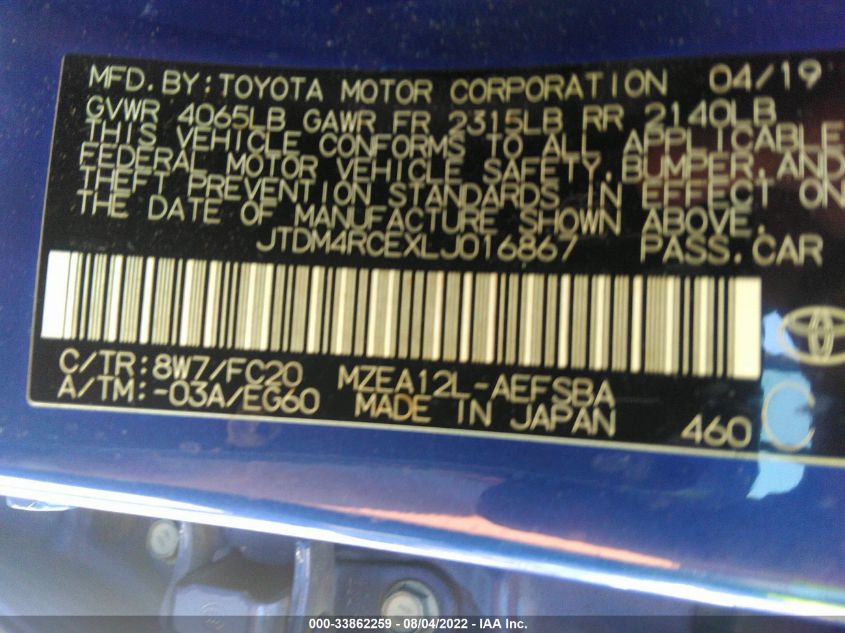 MFD. BY: TOYOTA MOTOR CORPORATION 04/19
GVWR 4065LB GAWR FR 2315LB RR 2140LB
THIS VEHICLE CONFORMS TO ALL APPLICABLE
FEDERAL MOTOR VEHICLE SAFETY, BUMPER, AND
THEFT PREVENTION STANDARDS IN EFFECT ON
THE DATE OF MANUFACTURE SHOWN ABOVE.
JTDM4RCEXLJ016867 PASS. CAR
C/TR: 8W7/FC20 MZEA12L-AEFSBA
A/TM: -03A/EG60 MADE IN JAPAN 460 C
000-33862259 - 08/04/2022 - IAA Inc.